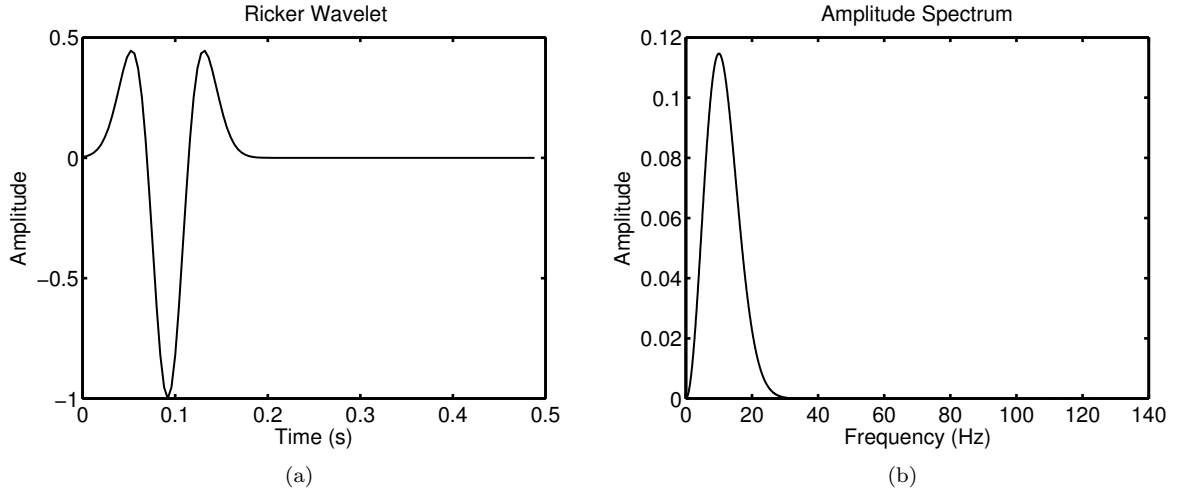 Ricker Wavelet
0.5
0
−0.5
−1
Amplitude
0 0.1 0.2 0.3 0.4 0.5
Time (s)
(a)
Amplitude Spectrum
0.12
0.1
0.08
0.06
0.04
0.02
0
Amplitude
0 20 40 60 80 100 120 140
Frequency (Hz)
(b)